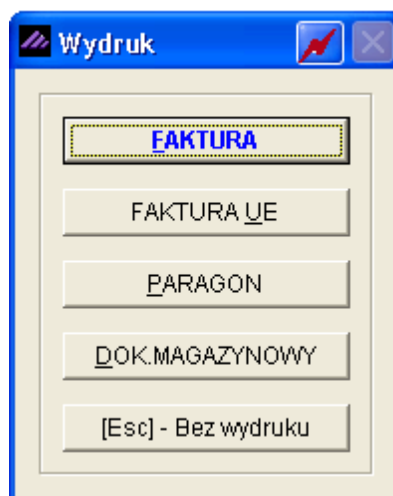 Wydruk
FAKTURA
FAKTURA UE
PARAGON
DOK.MAGAZYNOWY
[Esc] - Bez wydruku